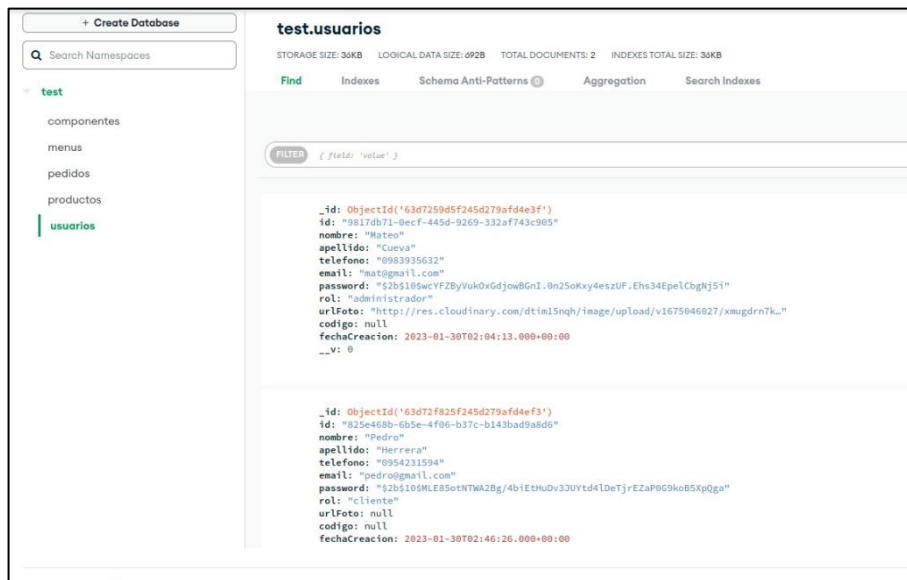 + Create Database
Search Namespaces
test
componentes
menus
pedidos
productos
usuarios
test.usuarios
STORAGE SIZE: 36KB LOGICAL DATA SIZE: 692B TOTAL DOCUMENTS: 2 INDEXES TOTAL SIZE: 36KB
Find Indexes Schema Anti-Patterns 0 Aggregation Search Indexes
FILTER { field: 'value' }
_id: ObjectId('63d7259d5f245d279afd4e3f')
id: "9817db71-0ecf-445d-9269-332af743c905"
nombre: "Mateo"
apellido: "Cueva"
telefono: "0983935632"
email: "mat@gmail.com"
password: "$2b$10$wcYFZByVukOxGdjowBGnI.0n25oKxy4eszUF.Ehs34EpelCbgNj5i"
rol: "administrador"
urlFoto: "http://res.cloudinary.com/dtim15nqh/image/upload/v1675046027/xmugdrn7k…"
codigo: null
fechaCreacion: 2023-01-30T02:04:13.000+00:00
__v: 0
_id: ObjectId('63d72f825f245d279afd4ef3')
id: "825e468b-6b5e-4f06-b37c-b143bad9a8d6"
nombre: "Pedro"
apellido: "Herrera"
telefono: "0954231594"
email: "pedro@gmail.com"
password: "$2b$10$MLE85otNTWA2Bg/4biEtHuDv3JUYtd4lDeTjrEZaP0G9koB5XpQga"
rol: "cliente"
urlFoto: null
codigo: null
fechaCreacion: 2023-01-30T02:46:26.000+00:00